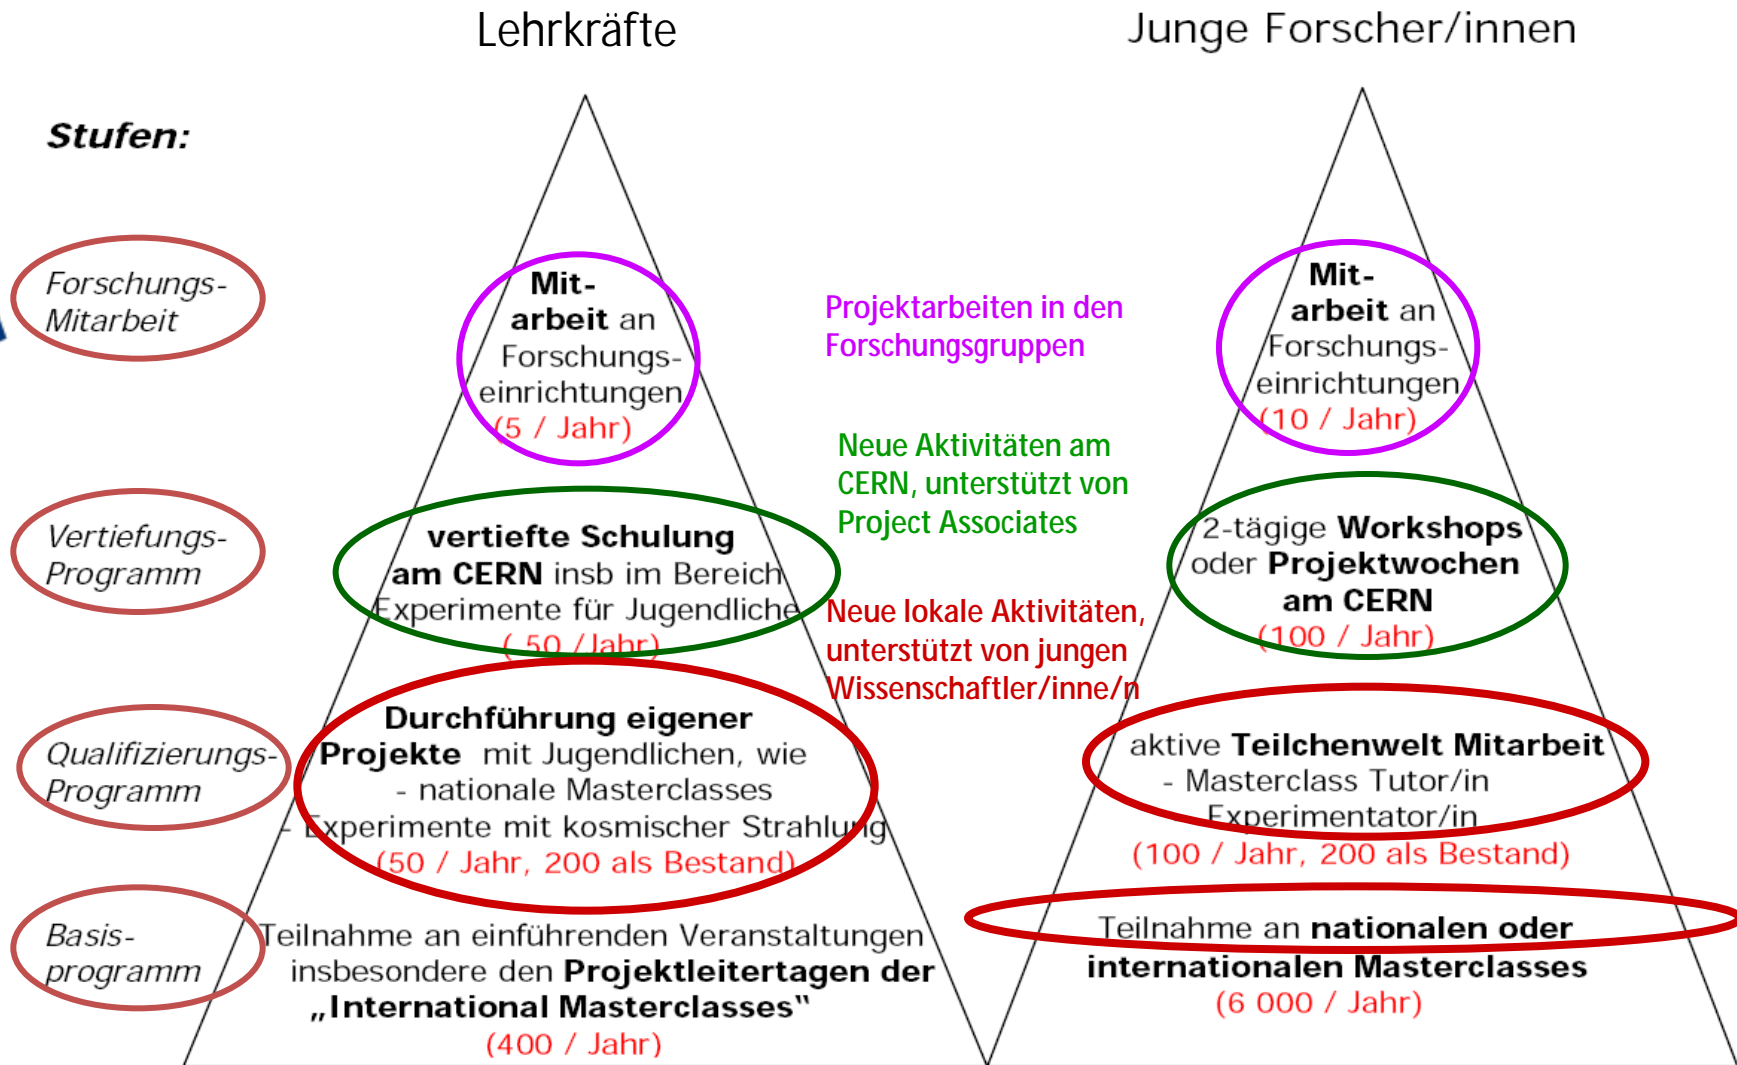 Lehrkräfte
Junge Forscher/innen
Stufen:
Forschungs-
Mitarbeit
Mit-
arbeit an
Forschungs-
einrichtungen
(5 / Jahr)
Projektarbeiten in den
Forschungsgruppen
Mit-
arbeit an
Forschungs-
einrichtungen
(10 / Jahr)
Vertiefungs-
Programm
vertiefte Schulung
am CERN insb im Bereich
Experimente für Jugendliche
( 50 /Jahr)
Neue Aktivitäten am
CERN, unterstützt von
Project Associates
2-tägige Workshops
oder Projektwochen
am CERN
(100 / Jahr)
Neue lokale Aktivitäten,
unterstützt von jungen
Wissenschaftler/inne/n
Qualifizierungs-
Programm
Durchführung eigener
Projekte mit Jugendlichen, wie
- nationale Masterclasses
- Experimente mit kosmischer Strahlung
(50 / Jahr, 200 als Bestand)
aktive Teilchenwelt Mitarbeit
- Masterclass Tutor/in
Experimentator/in
(100 / Jahr, 200 als Bestand)
Basis-
programm
Teilnahme an einführenden Veranstaltungen
insbesondere den Projektleitertagen der
„International Masterclasses“
(400 / Jahr)
Teilnahme an nationalen oder
internationalen Masterclasses
(6 000 / Jahr)